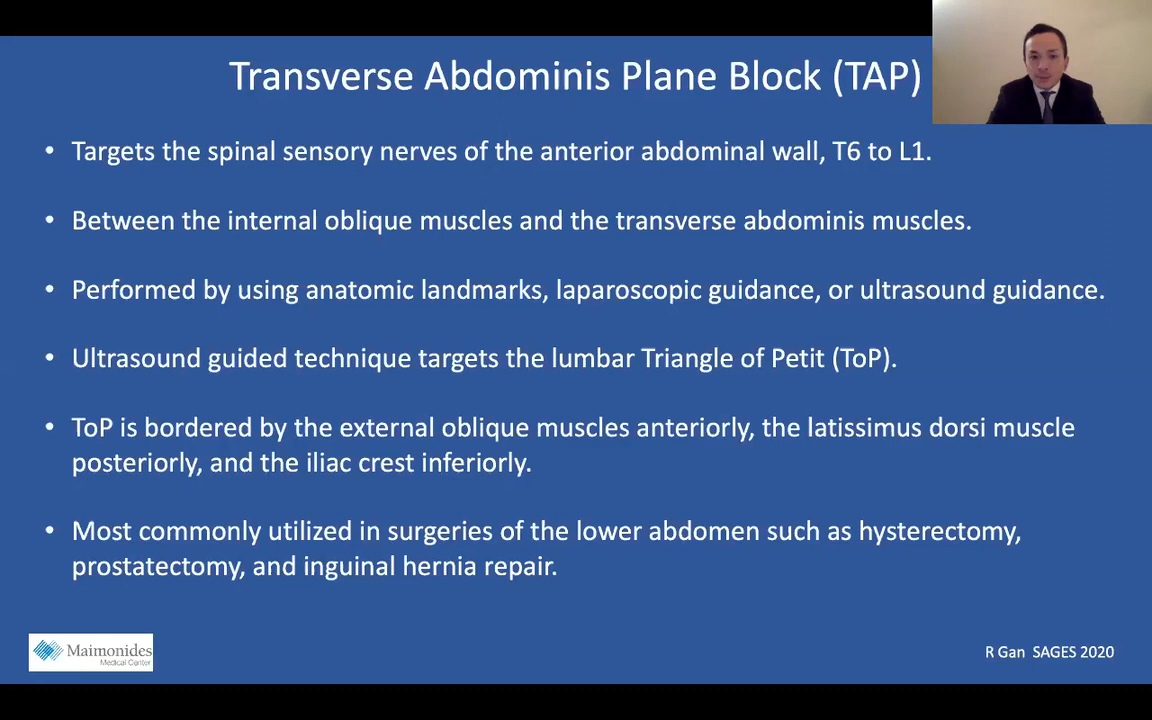 Transverse Abdominis Plane Block (TAP)
• Targets the spinal sensory nerves of the anterior abdominal wall, T6 to L1.
• Between the internal oblique muscles and the transverse abdominis muscles.
• Performed by using anatomic landmarks, laparoscopic guidance, or ultrasound guidance.
• Ultrasound guided technique targets the lumbar Triangle of Petit (ToP).
• ToP is bordered by the external oblique muscles anteriorly, the latissimus dorsi muscle
posteriorly, and the iliac crest inferiorly.
• Most commonly utilized in surgeries of the lower abdomen such as hysterectomy,
prostatectomy, and inguinal hernia repair.
Maimonides
Medical Center
R Gan SAGES 2020